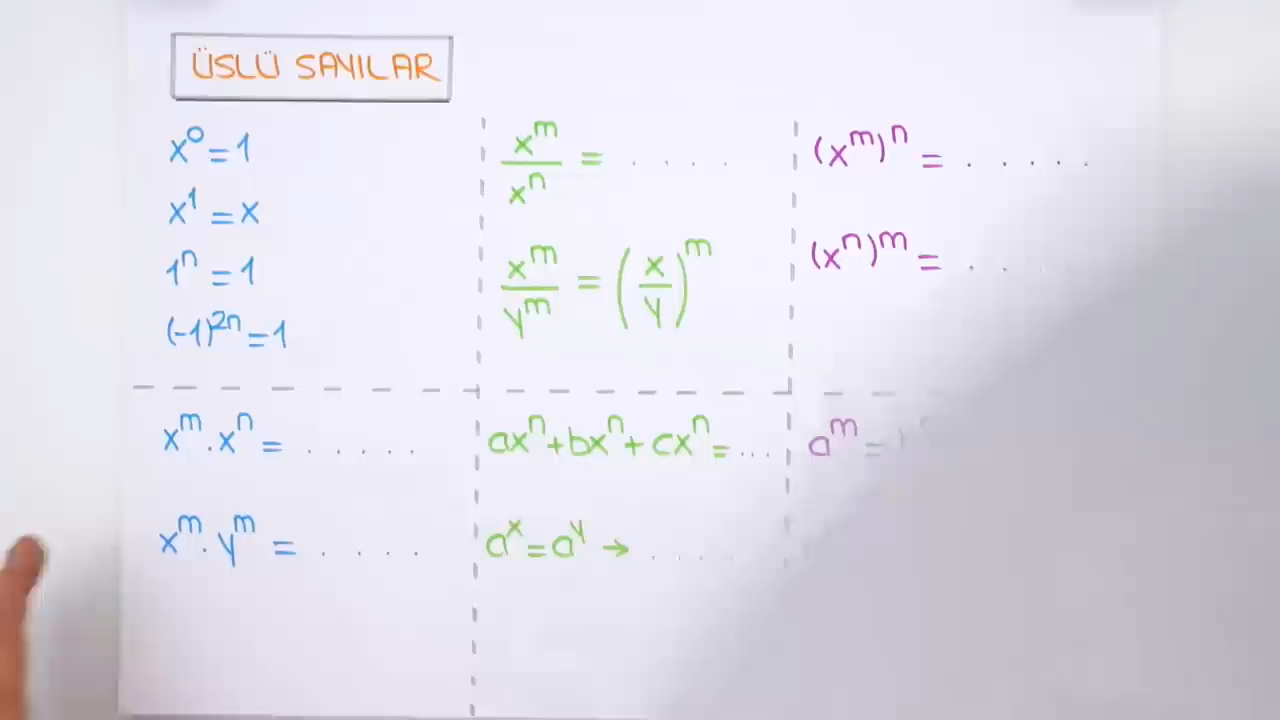 ÜSLÜ SAYILAR
x⁰ = 1
x¹ = x
1ⁿ = 1
(-1)²ⁿ = 1
xᵐ . xⁿ = . . . . . .
xᵐ . yᵐ = . . . .
xᵐ/xⁿ = . . . .
xᵐ/yᵐ = (x/y)ᵐ
axⁿ + bxⁿ + cxⁿ = ...
aˣ = aʸ → . . . . .
(xᵐ)ⁿ = . . . . .
(xⁿ)ᵐ = . . .
aᵐ =